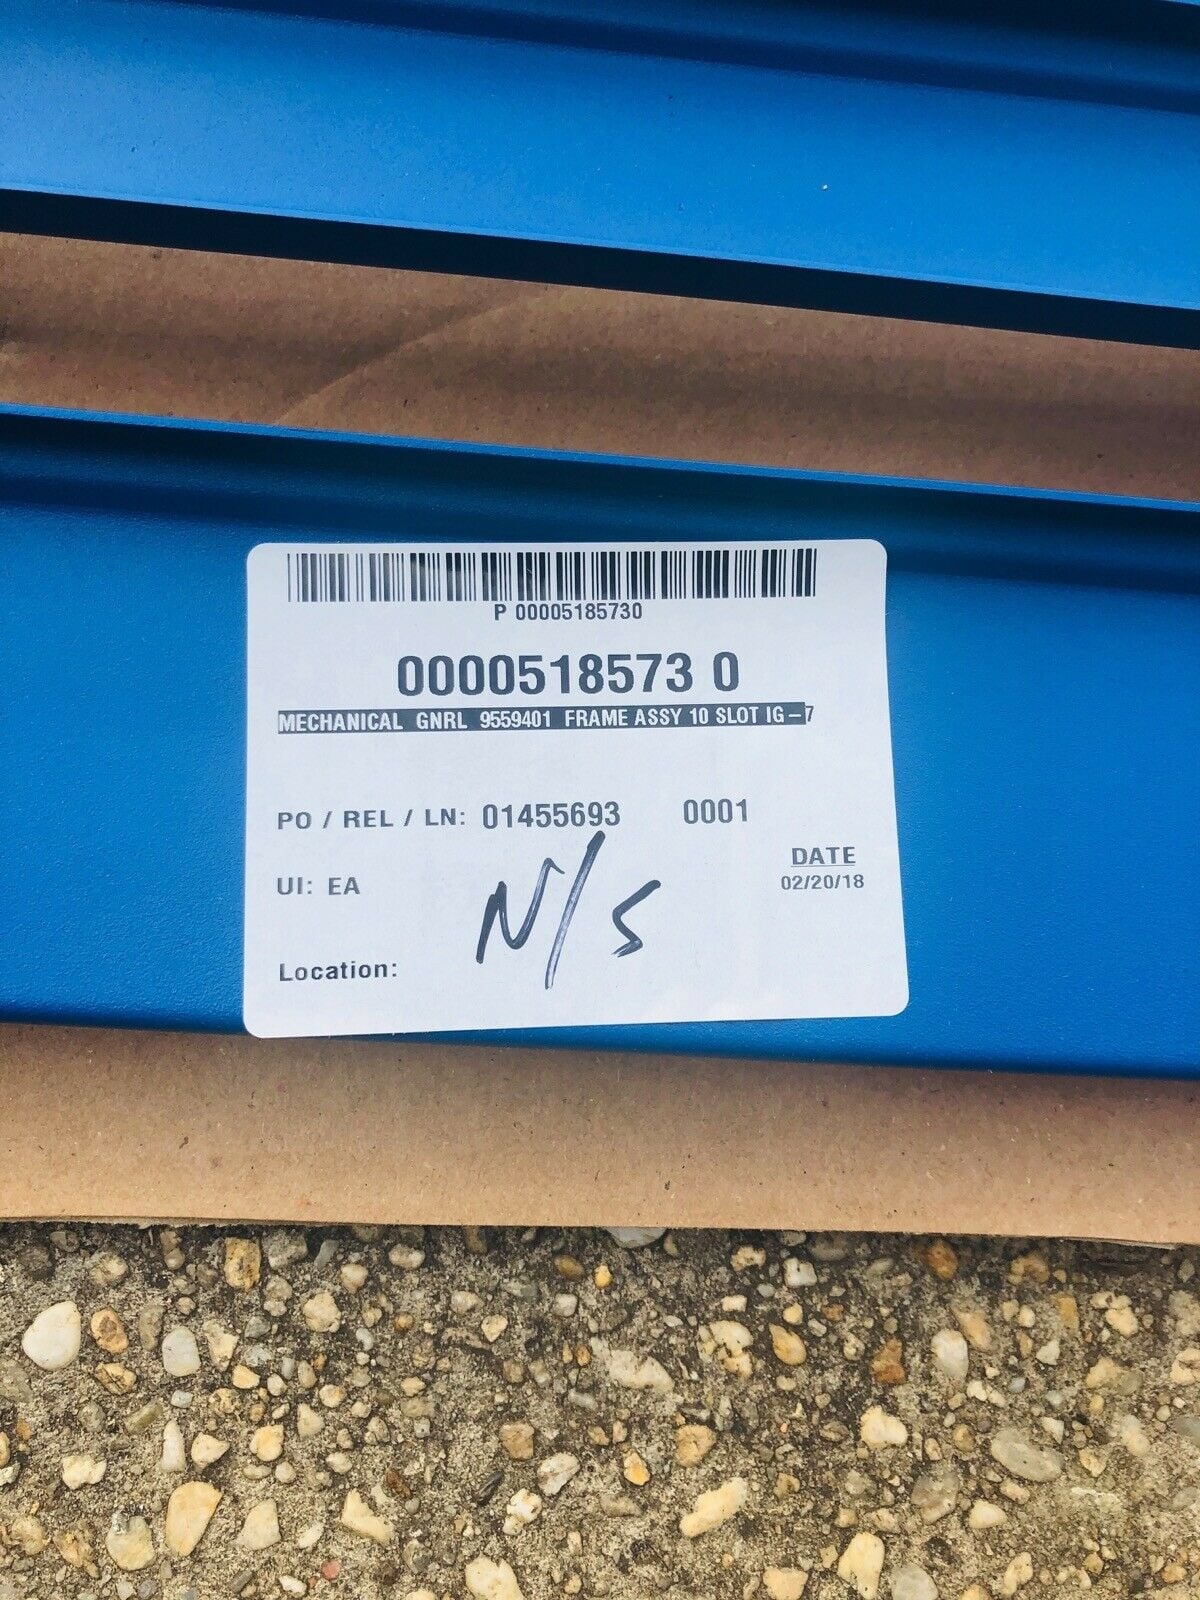 P 00005185730
0000518573 0
MECHANICAL GNRL 9559401 FRAME ASSY 10 SLOT IG-7
PO / REL / LN: 01455693 0001
DATE
UI: EA 02/20/18
N/S
Location: